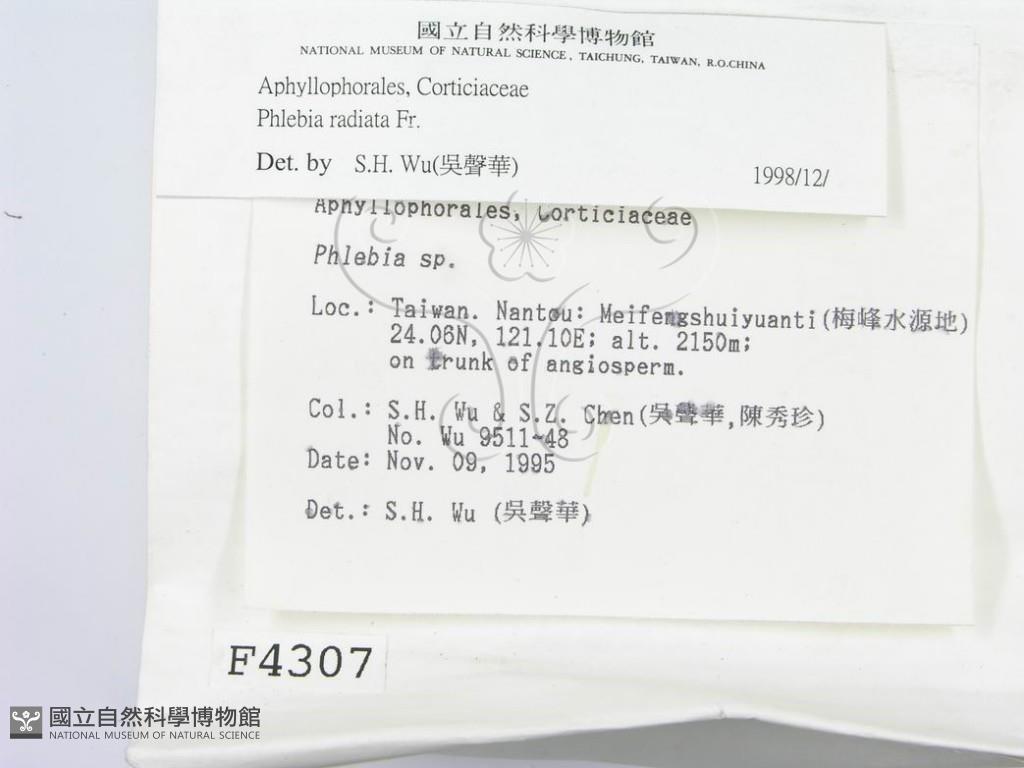 國立自然科學博物館
NATIONAL MUSEUM OF NATURAL SCIENCE, TAICHUNG, TAIWAN, R.O.CHINA
Aphyllophorales, Corticiaceae
Phlebia radiata Fr.
Det. by S.H. Wu(吳聲華)
1998/12/
Aphyllophorales, Corticiaceae
Phlebia sp.
Loc.: Taiwan. Nantou: Meifengshuiyuanti(梅峰水源地)
24.06N, 121.10E; alt. 2150m;
on trunk of angiosperm.
Col.: S.H. Wu & S.Z. Chen(吳聲華,陳秀珍)
No. Wu 9511-48
Date: Nov. 09, 1995
Det.: S.H. Wu (吳聲華)
F4307
國立自然科學博物館
NATIONAL MUSEUM OF NATURAL SCIENCE